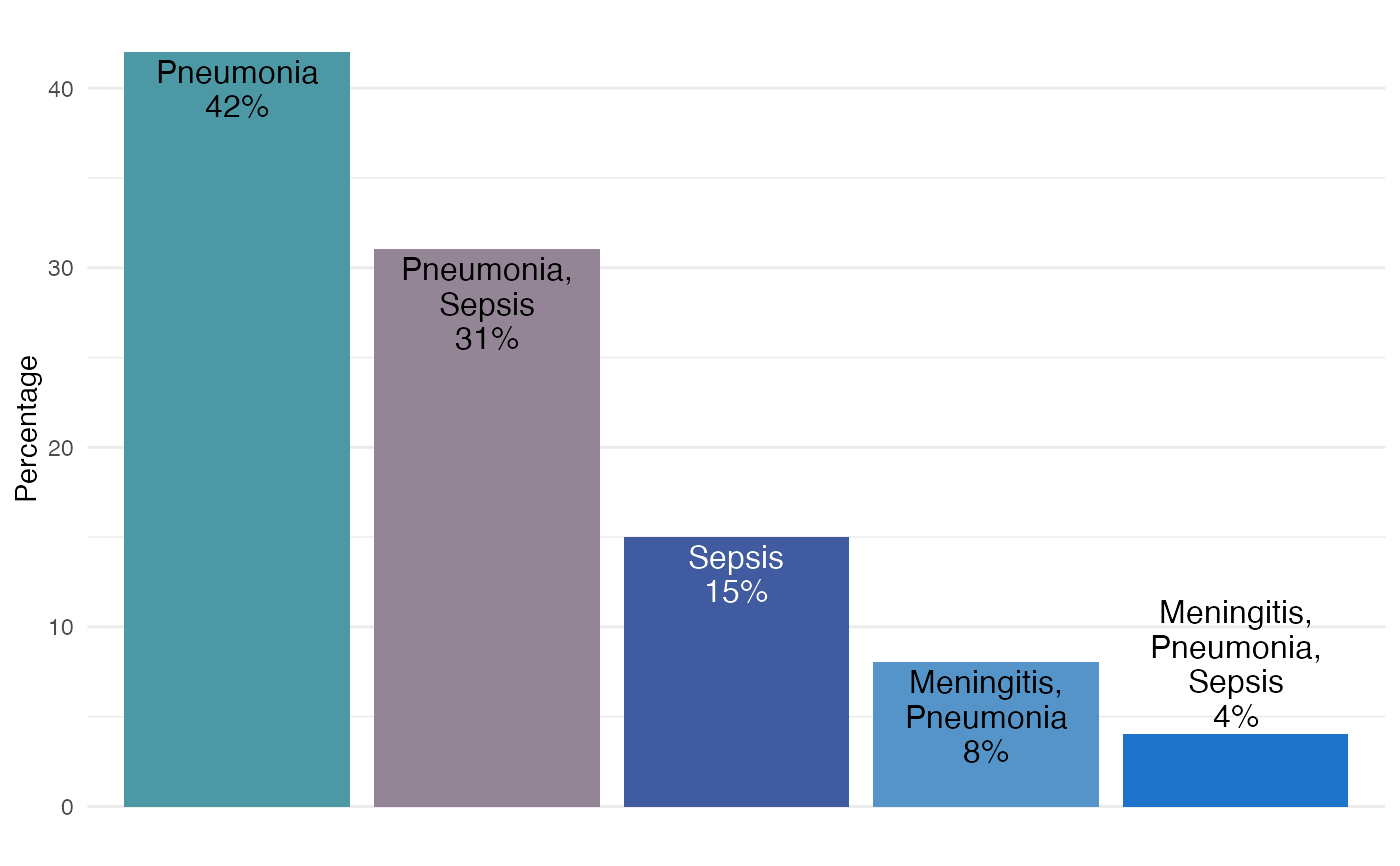 Percentage
40
30
20
10
0
Pneumonia
42%
Pneumonia,
Sepsis
31%
Sepsis
15%
Meningitis,
Pneumonia
8%
Meningitis,
Pneumonia,
Sepsis
4%